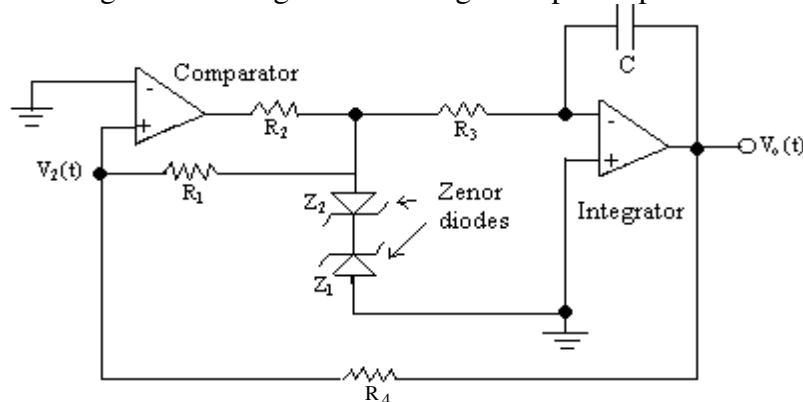 Comparator
-
+
R2
R3
C
-
+
V2(t)
R1
Z2
Zenor
diodes
Z1
Integrator
Vo(t)
R4